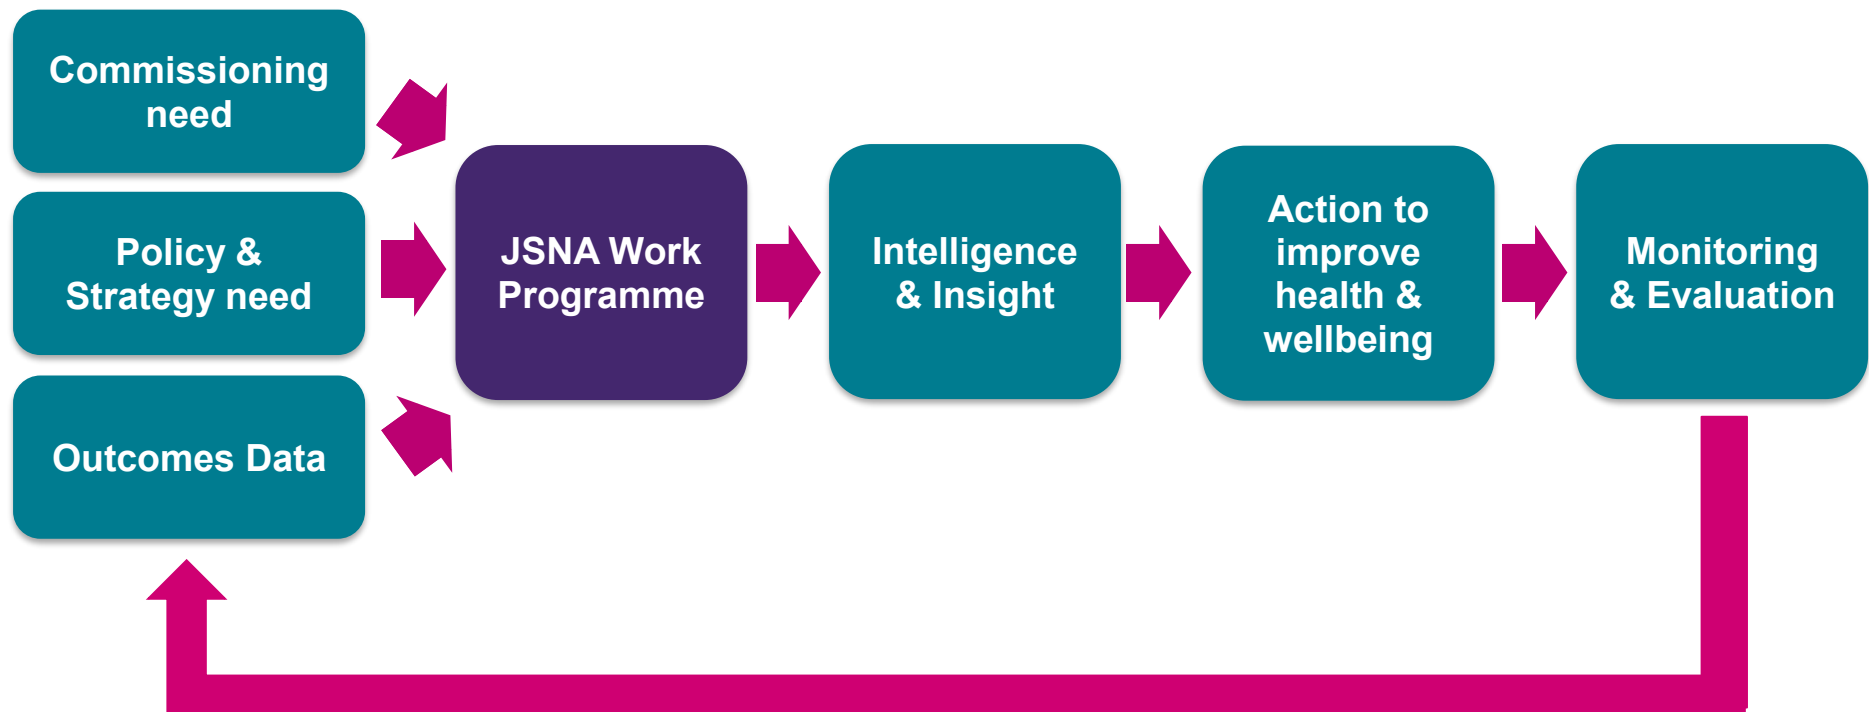 Commissioning
need
Policy &
Strategy need
Outcomes Data
JSNA Work
Programme
Intelligence
& Insight
Action to
improve
health &
wellbeing
Monitoring
& Evaluation